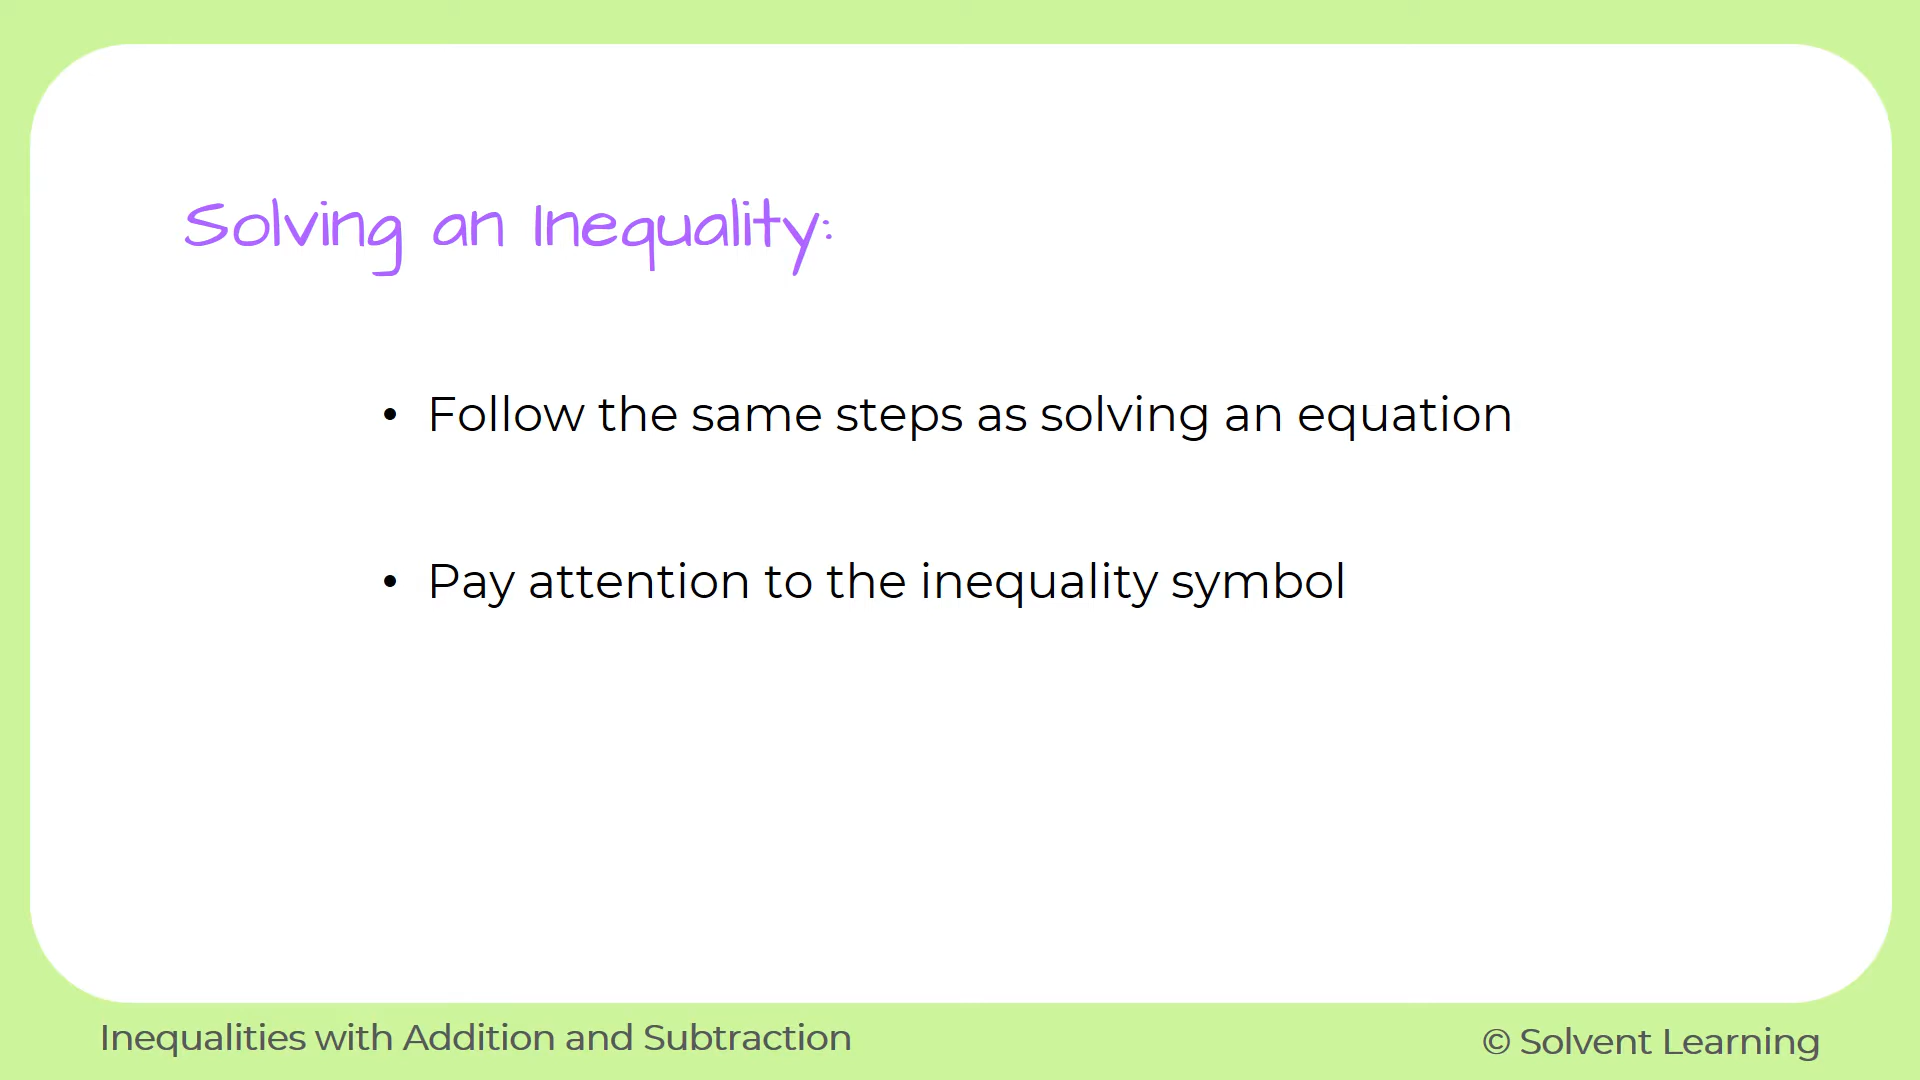 Solving an Inequality:
• Follow the same steps as solving an equation
• Pay attention to the inequality symbol
Inequalities with Addition and Subtraction
© Solvent Learning